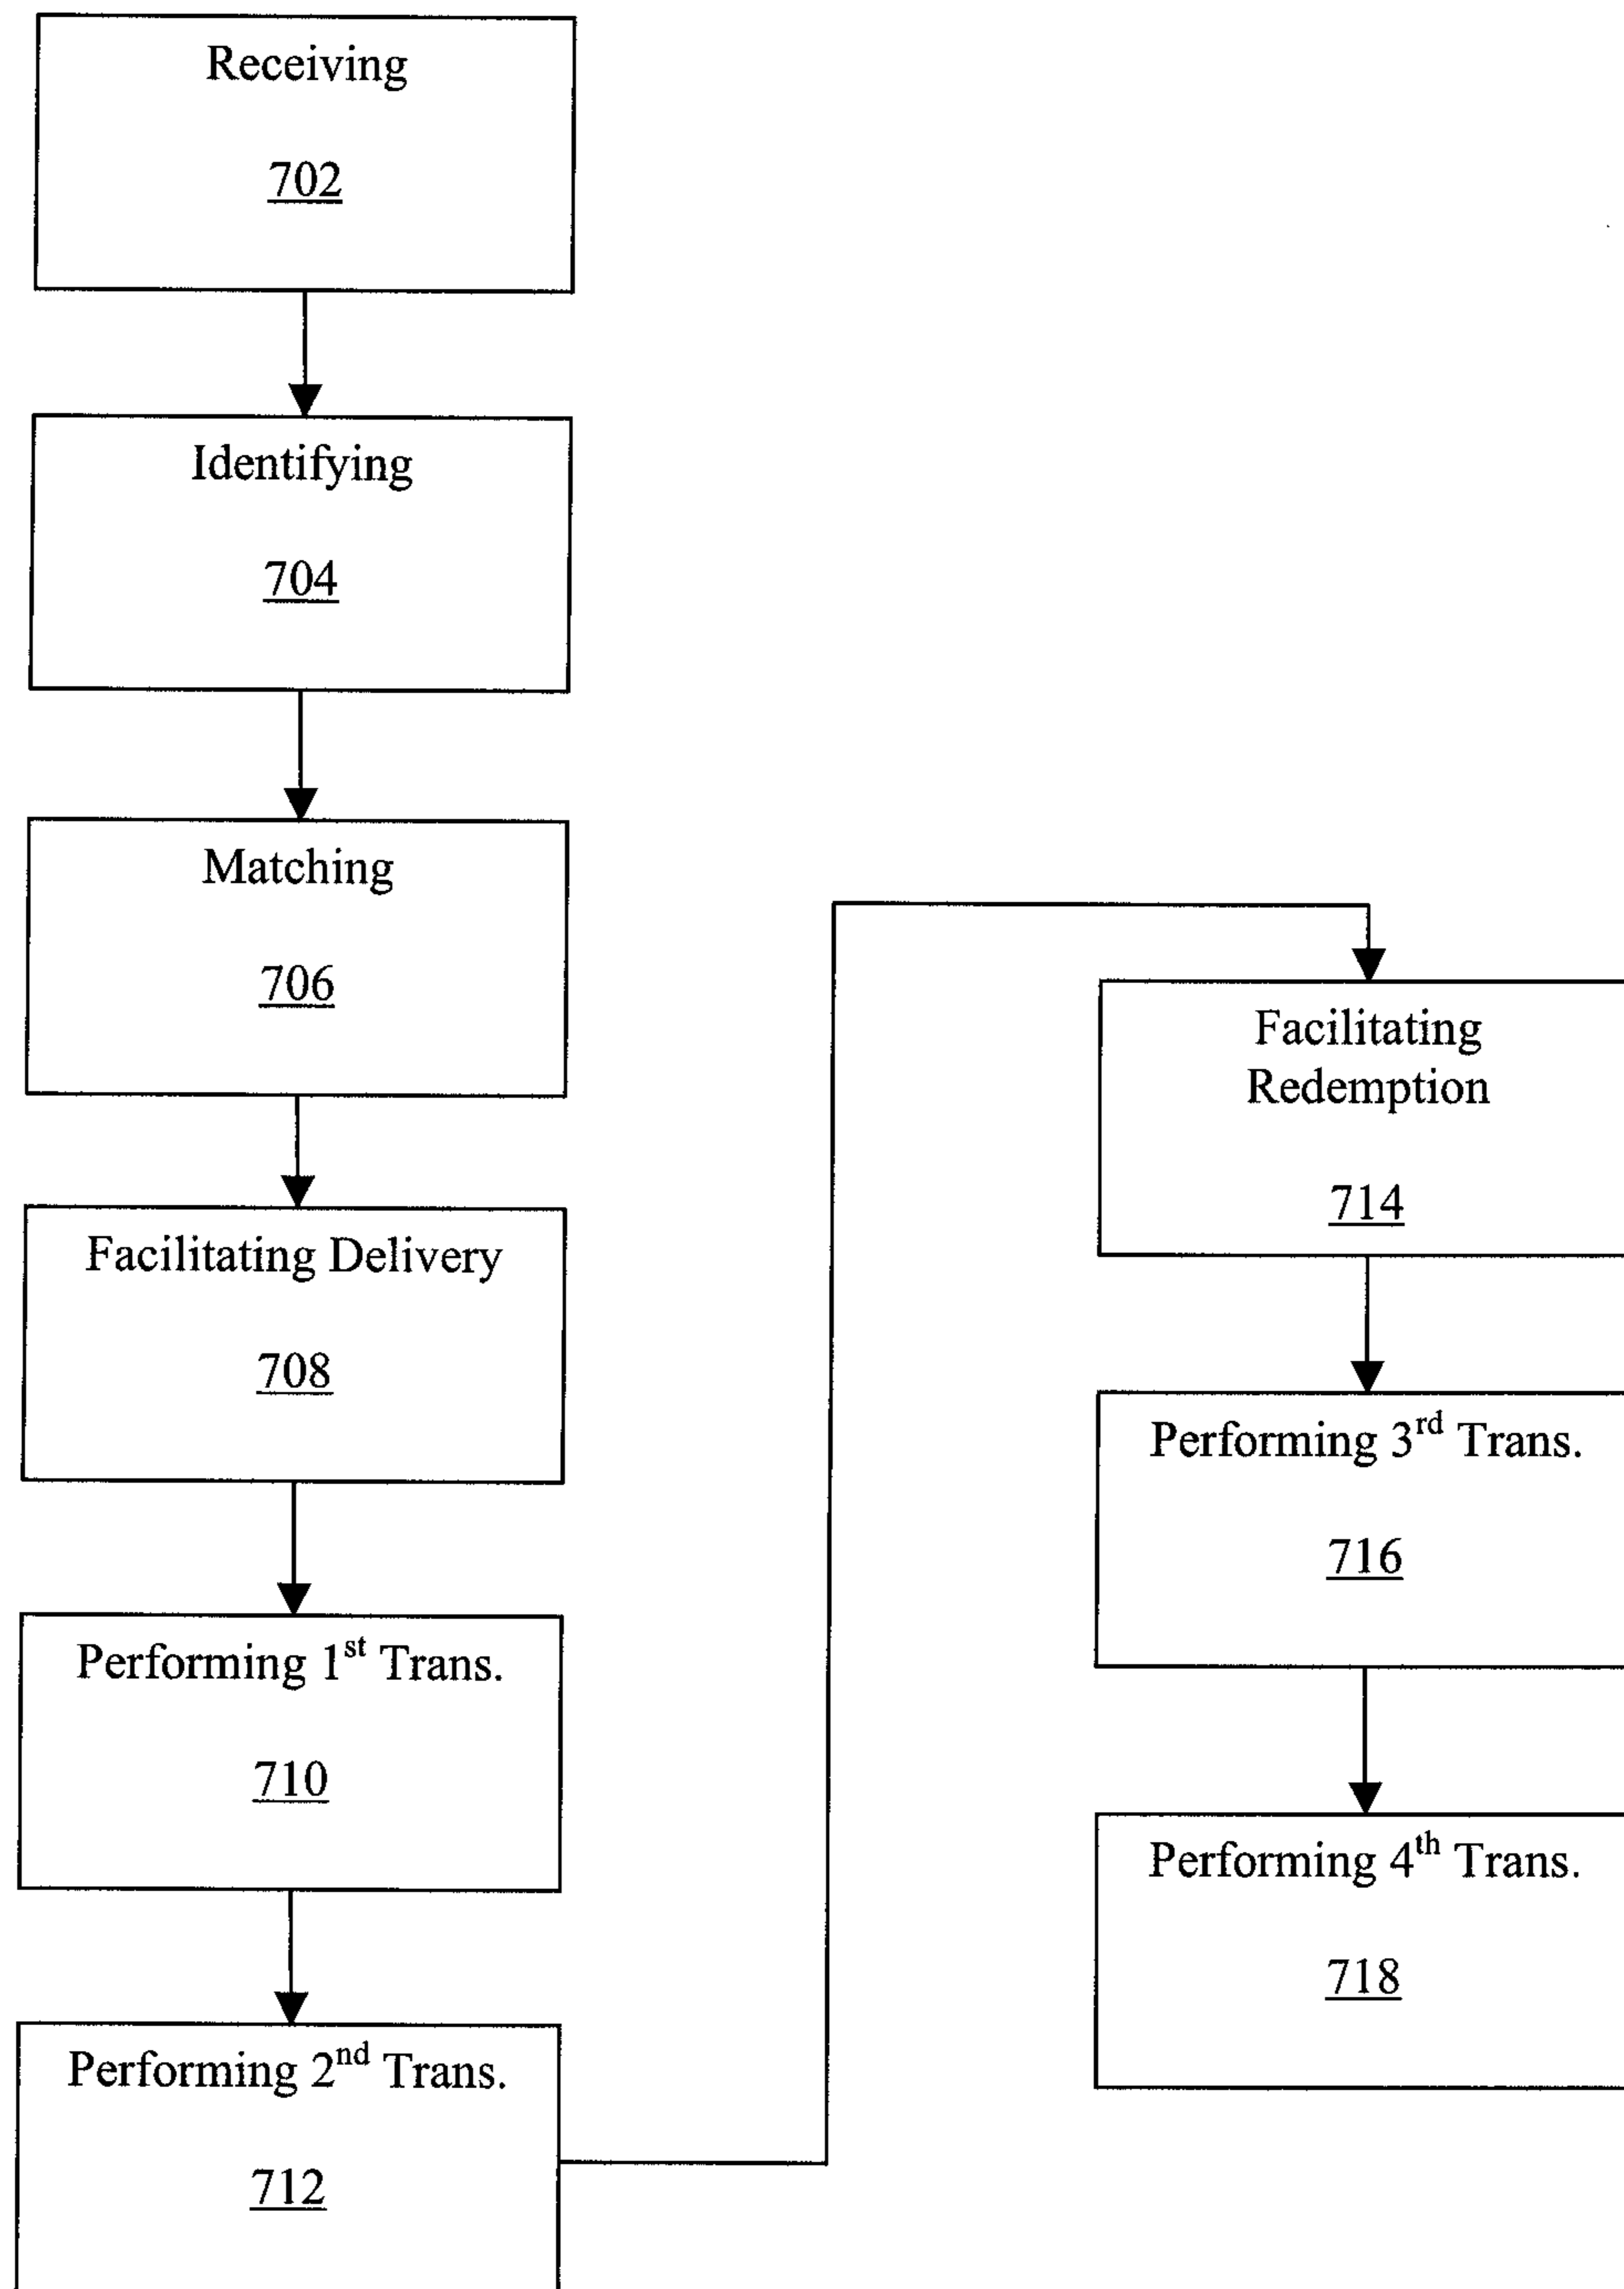 Receiving
702
Identifying
704
Matching
706
Facilitating Delivery
708
Performing 1st Trans.
710
Performing 2nd Trans.
712
Facilitating
Redemption
714
Performing 3rd Trans.
716
Performing 4th Trans.
718